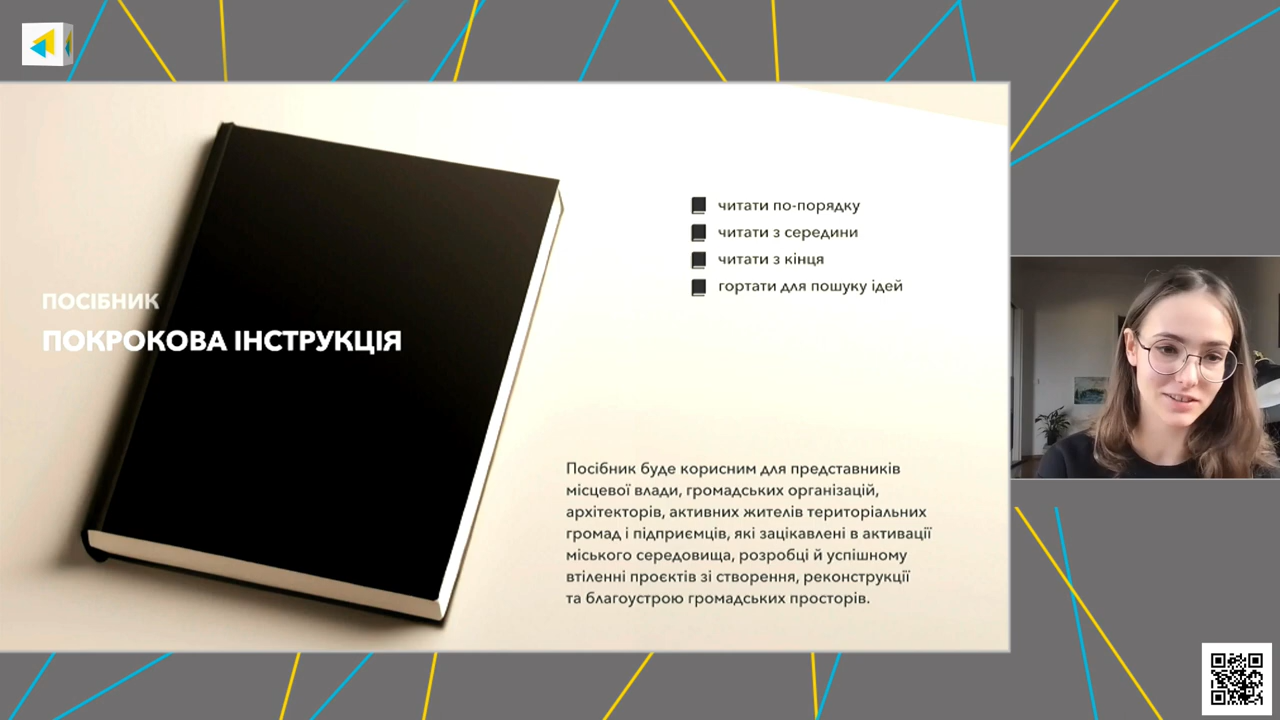 ПОСІБНИК
ПОКРОКОВА ІНСТРУКЦІЯ
читати по-порядку
читати з середини
читати з кінця
гортати для пошуку ідей
Посібник буде корисним для представників
місцевої влади, громадських організацій,
архітекторів, активних жителів територіальних
громад і підприємців, які зацікавлені в активації
міського середовища, розробці й успішному
втіленні проєктів зі створення, реконструкції
та благоустрою громадських просторів.